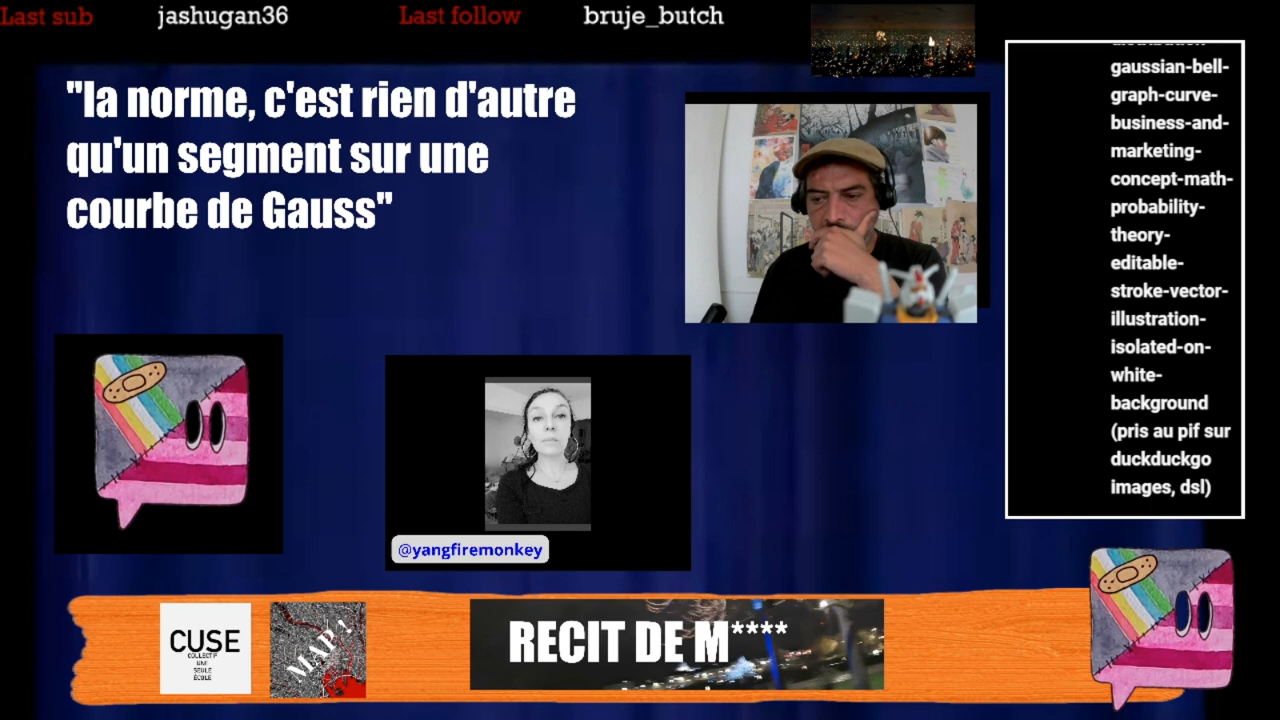 Last sub
jashugan36
Last follow
bruje_butch
"la norme, c'est rien d'autre
qu'un segment sur une
courbe de Gauss"
gaussian-bell-
graph-curve-
business-and-
marketing-
concept-math-
probability-
theory-
editable-
stroke-vector-
illustration-
isolated-on-
white-
background
(pris au pif sur
duckduckgo
images, dsl)
@yangfiremonkey
CUSE
COLLECTIF
UNE
SEULE
ÉCOLE
MAP !
RECIT DE M****